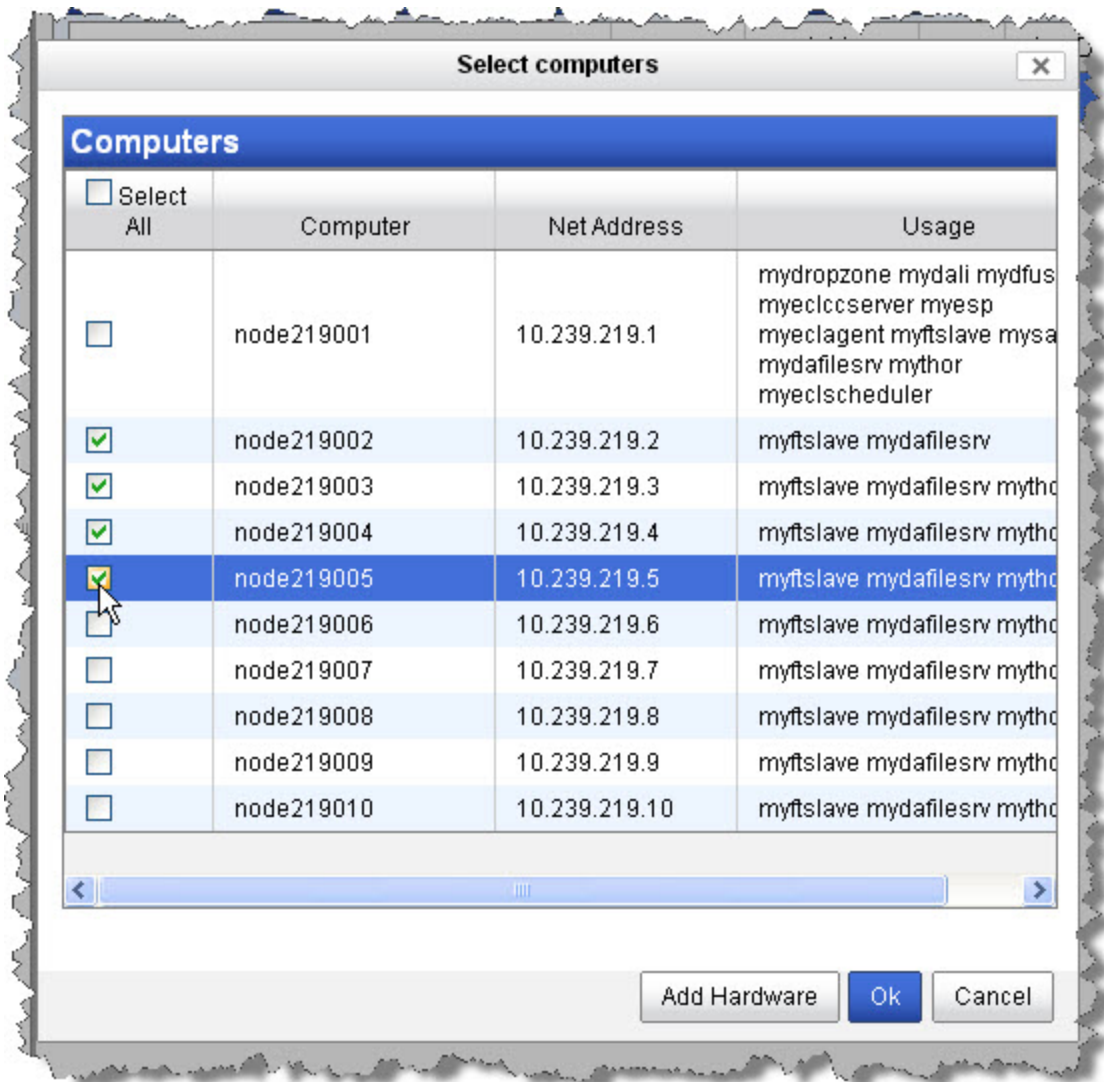 Select computers
Computers
Select All Computer Net Address Usage
node219001 10.239.219.1 mydropzone mydali mydfus
myeclccserver myesp
myeclagent myftslave mysa
mydafilesrv mythor
myeclscheduler
node219002 10.239.219.2 myftslave mydafilesrv
node219003 10.239.219.3 myftslave mydafilesrv mytho
node219004 10.239.219.4 myftslave mydafilesrv mytho
node219005 10.239.219.5 myftslave mydafilesrv mytho
node219006 10.239.219.6 myftslave mydafilesrv mytho
node219007 10.239.219.7 myftslave mydafilesrv mytho
node219008 10.239.219.8 myftslave mydafilesrv mytho
node219009 10.239.219.9 myftslave mydafilesrv mytho
node219010 10.239.219.10 myftslave mydafilesrv mytho
Add Hardware Ok Cancel